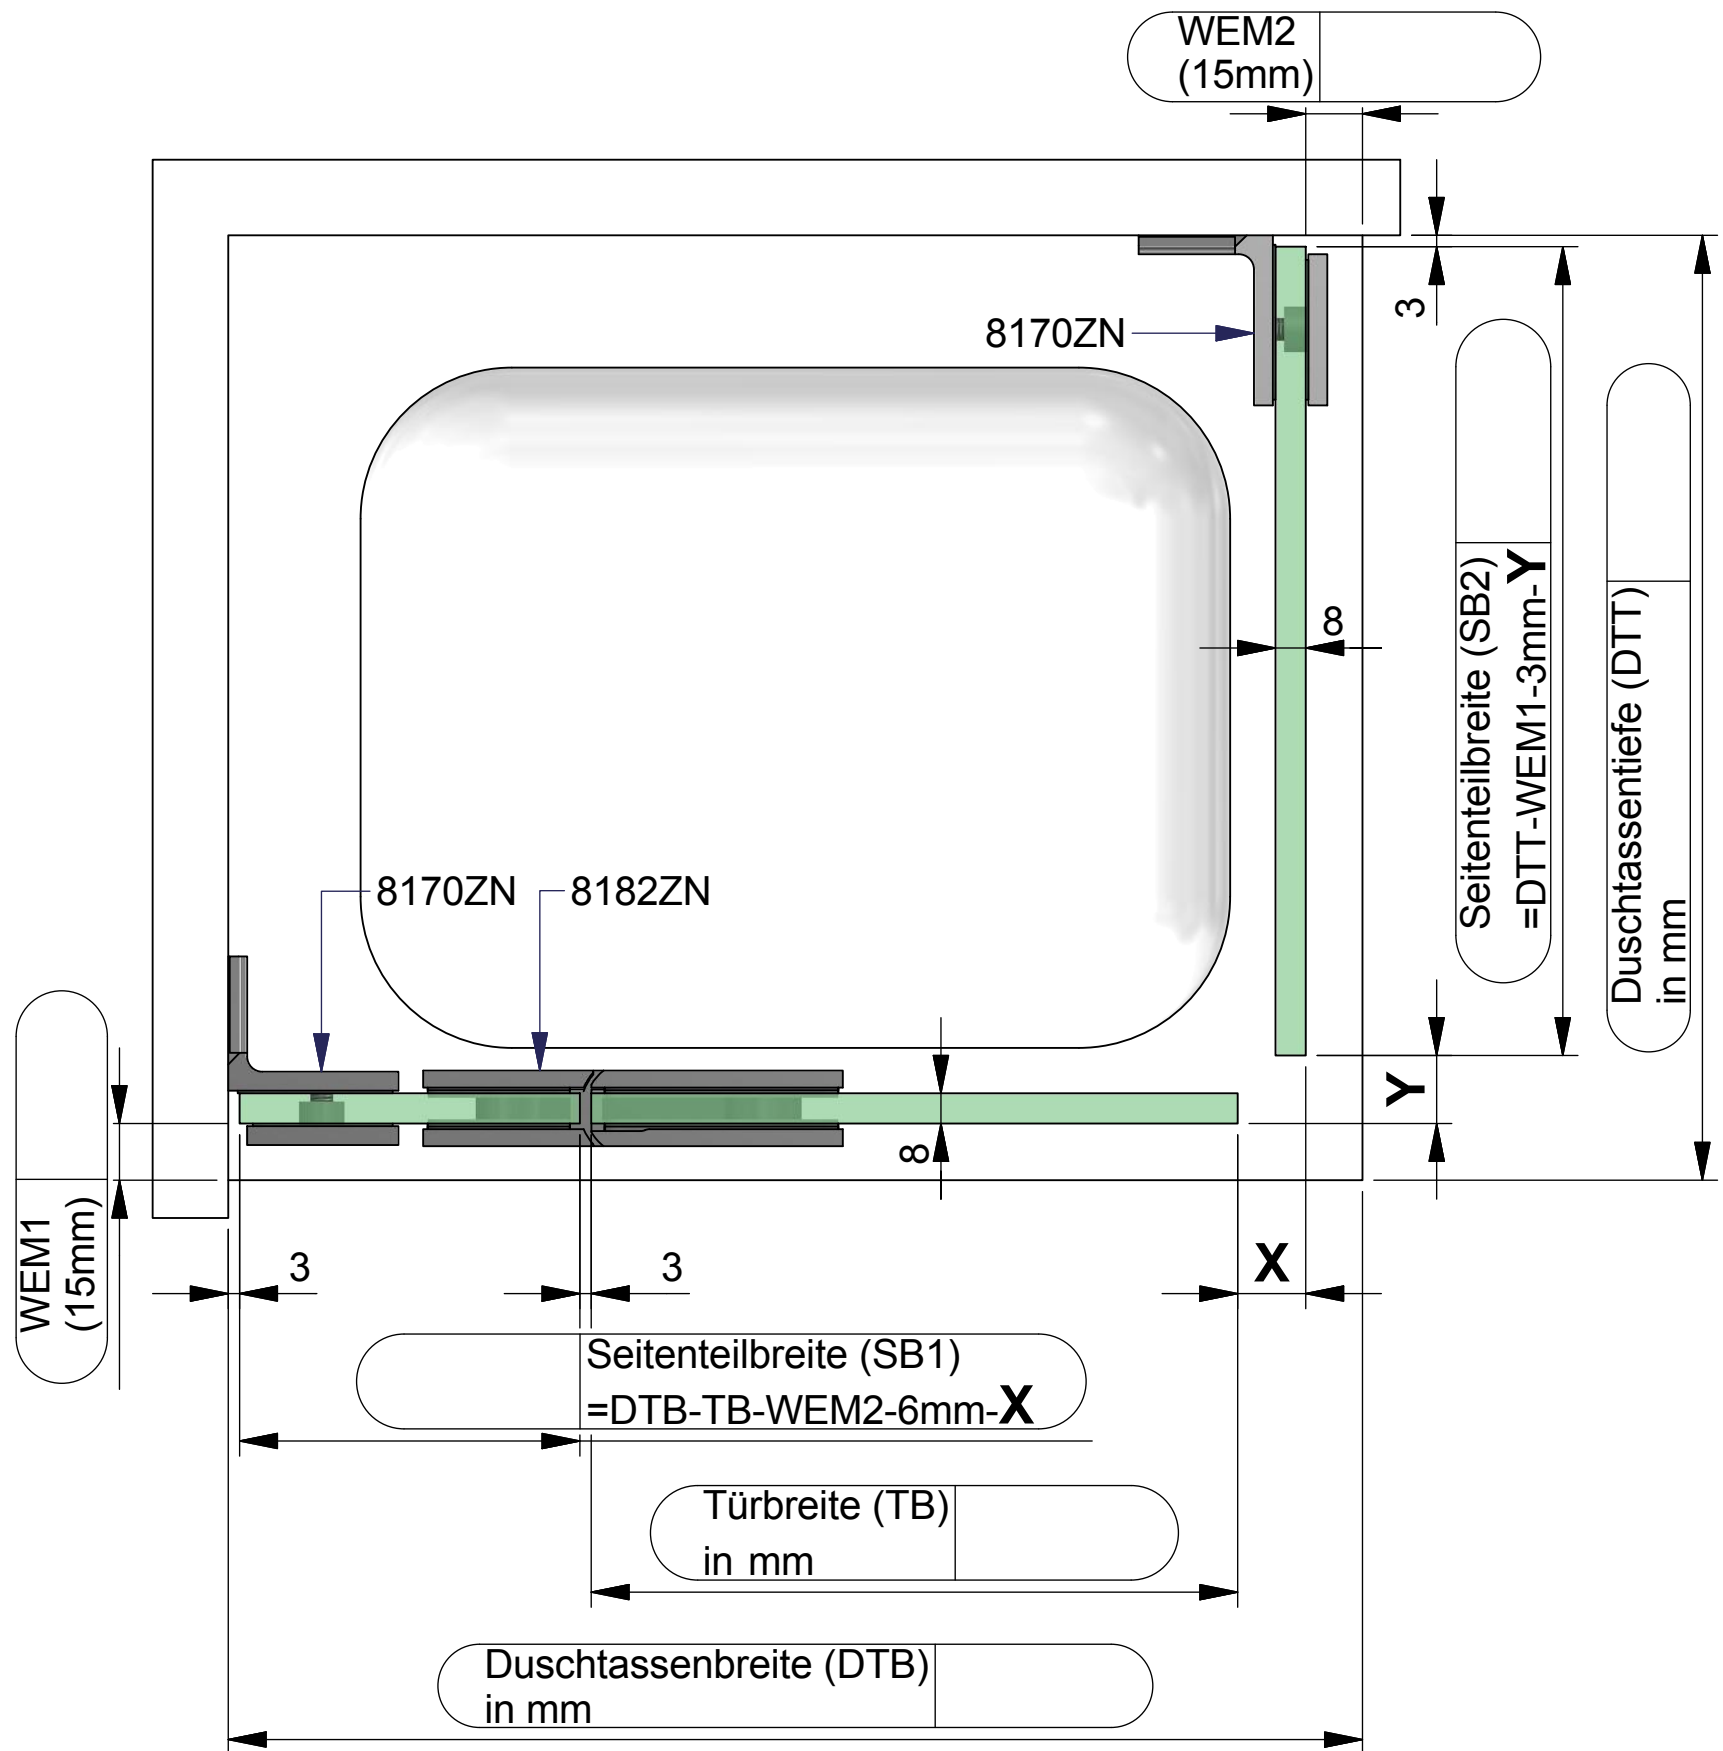 WEM2
(15mm)
3
8170ZN
8
Seitenteilbreite (SB2)
=DTT-WEM1-3mm-Y
Duschtassentiefe (DTT)
in mm
8170ZN
8182ZN
Y
8
WEM1
(15mm)
3
3
X
Seitenteilbreite (SB1)
=DTB-TB-WEM2-6mm-X
Türbreite (TB)
in mm
Duschtassenbreite (DTB)
in mm